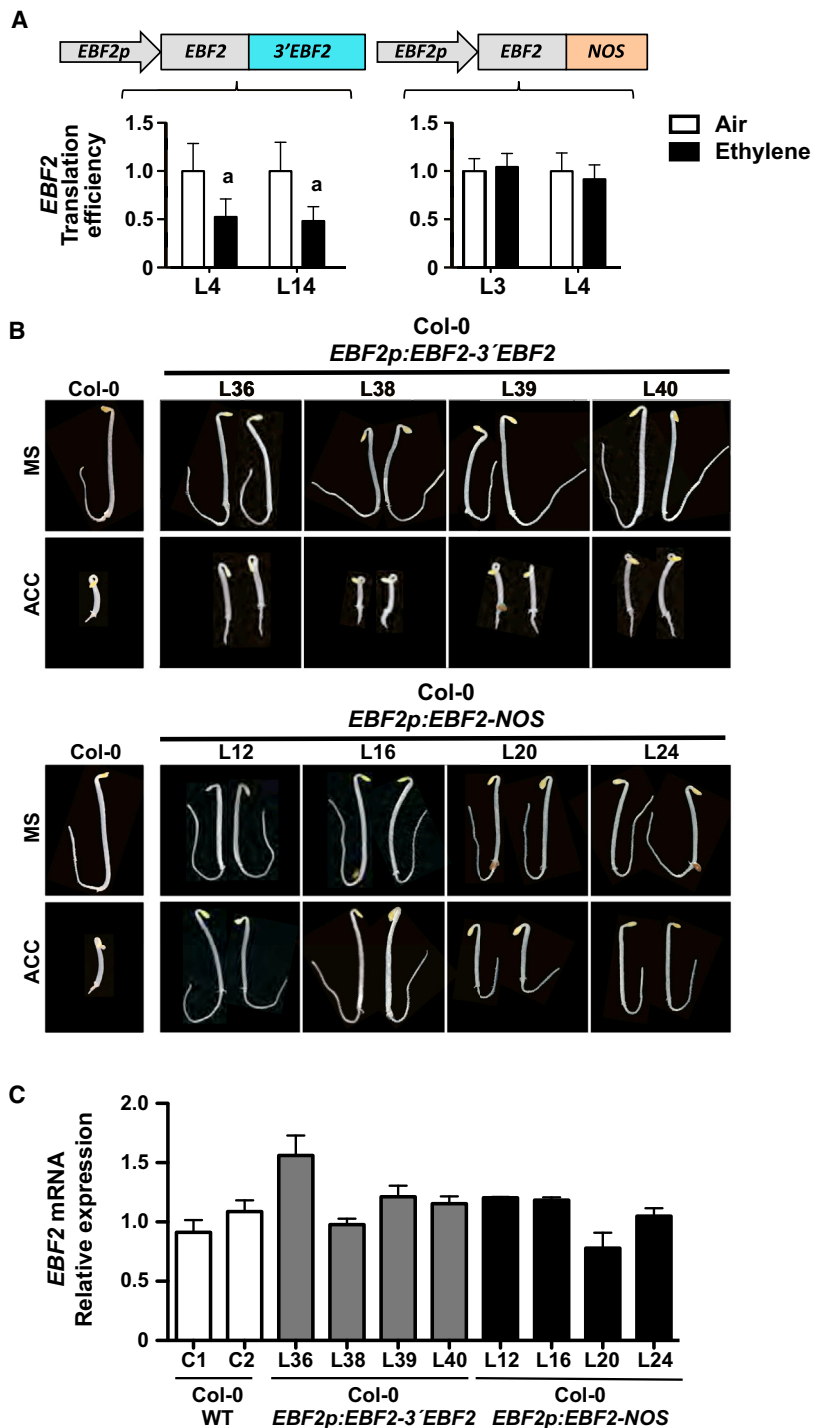 A
EBF2p EBF2 3'EBF2 EBF2p EBF2 NOS
Air
Ethylene
EBF2
Translation
efficiency
1.5
1.0
0.5
0
a a
L4 L14
1.5
1.0
0.5
0
L3 L4
B
Col-0
EBF2p:EBF2-3´EBF2
Col-0 L36 L38 L39 L40
MS
ACC
Col-0
EBF2p:EBF2-NOS
Col-0 L12 L16 L20 L24
MS
ACC
C
EBF2 mRNA
Relative expression
2.0
1.5
1.0
0.5
0
C1 C2 L36 L38 L39 L40 L12 L16 L20 L24
Col-0 Col-0 Col-0
WT EBF2p:EBF2-3´EBF2 EBF2p:EBF2-NOS